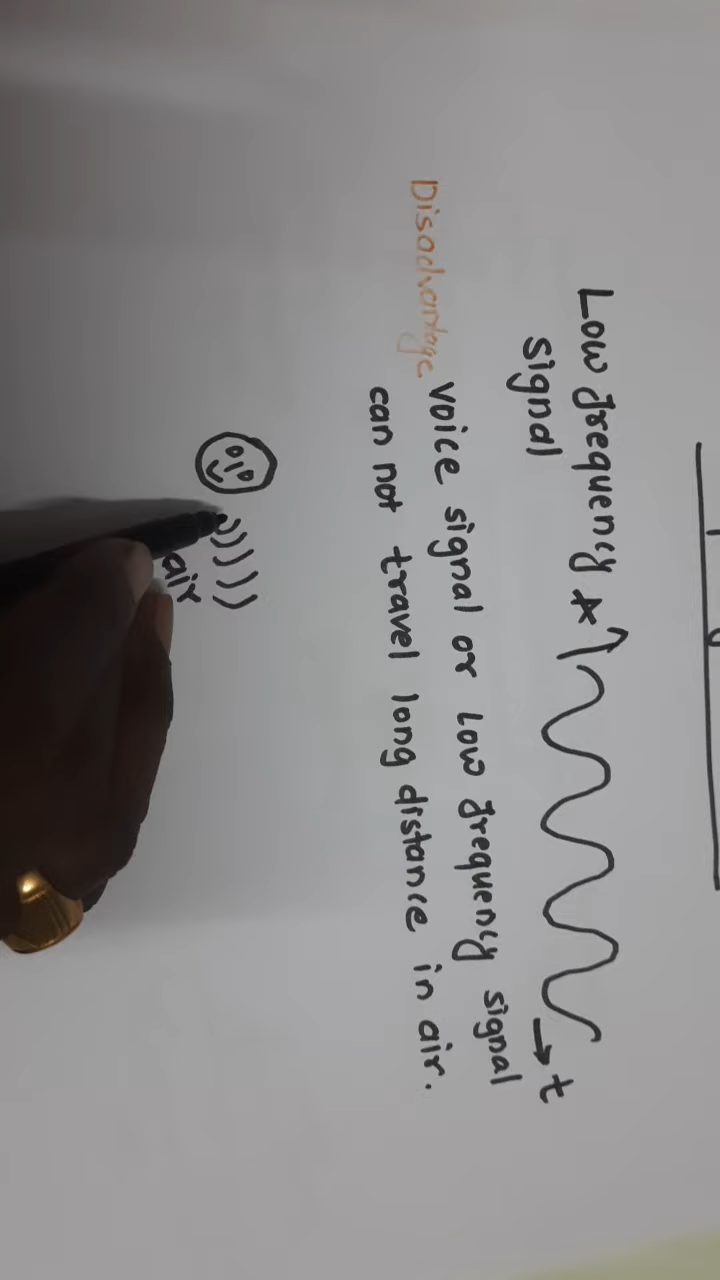 Low frequency
signal
A
t
Disadvantage
voice signal or Low frequency signal
can not travel long distance in air.
air